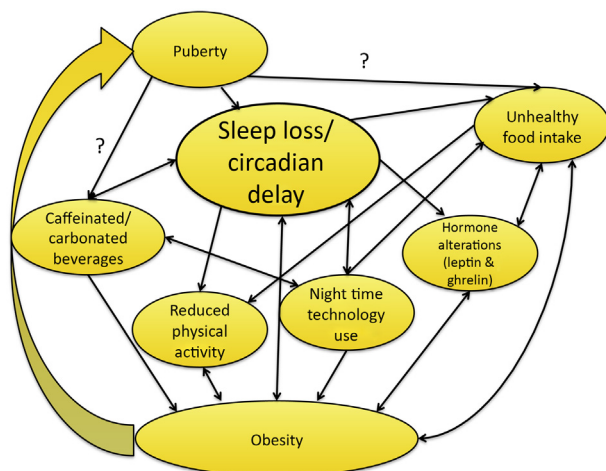 Puberty
?
?
Sleep loss/
circadian
delay
Unhealthy
food intake
Caffeinated/
carbonated
beverages
Hormone
alterations
(leptin &
ghrelin)
Reduced
physical
activity
Night time
technology
use
Obesity